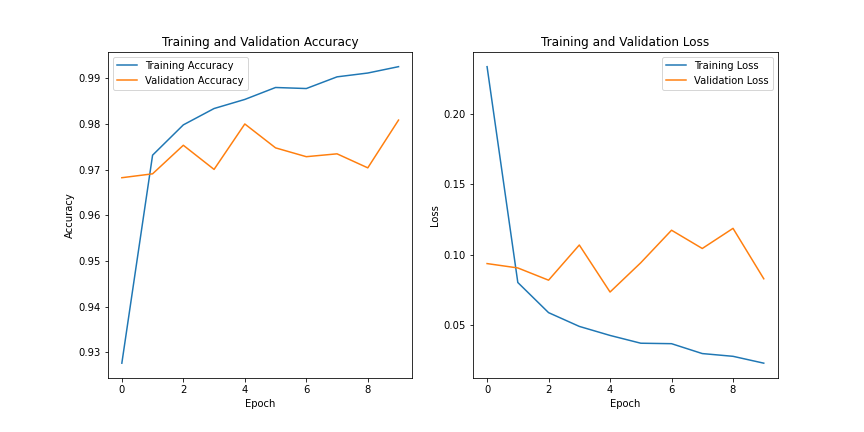 Training and Validation Accuracy
Training Accuracy
Validation Accuracy
0.99
0.98
0.97
0.96
0.95
0.94
0.93
Accuracy
0 2 4 6 8
Epoch
Training and Validation Loss
Training Loss
Validation Loss
0.20
0.15
0.10
0.05
Loss
0 2 4 6 8
Epoch